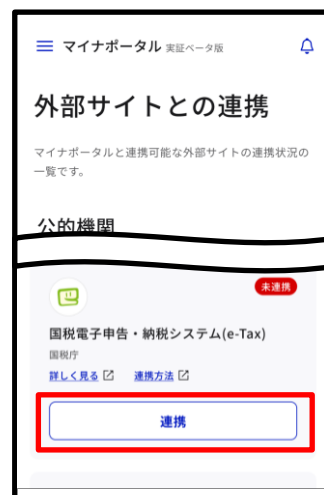 マイナポータル 実証ベータ版
外部サイトとの連携
マイナポータルと連携可能な外部サイトの連携状況の
一覧です。
公的機関
未連携
国税電子申告・納税システム(e-Tax)
国税庁
詳しく見る 連携方法
連携